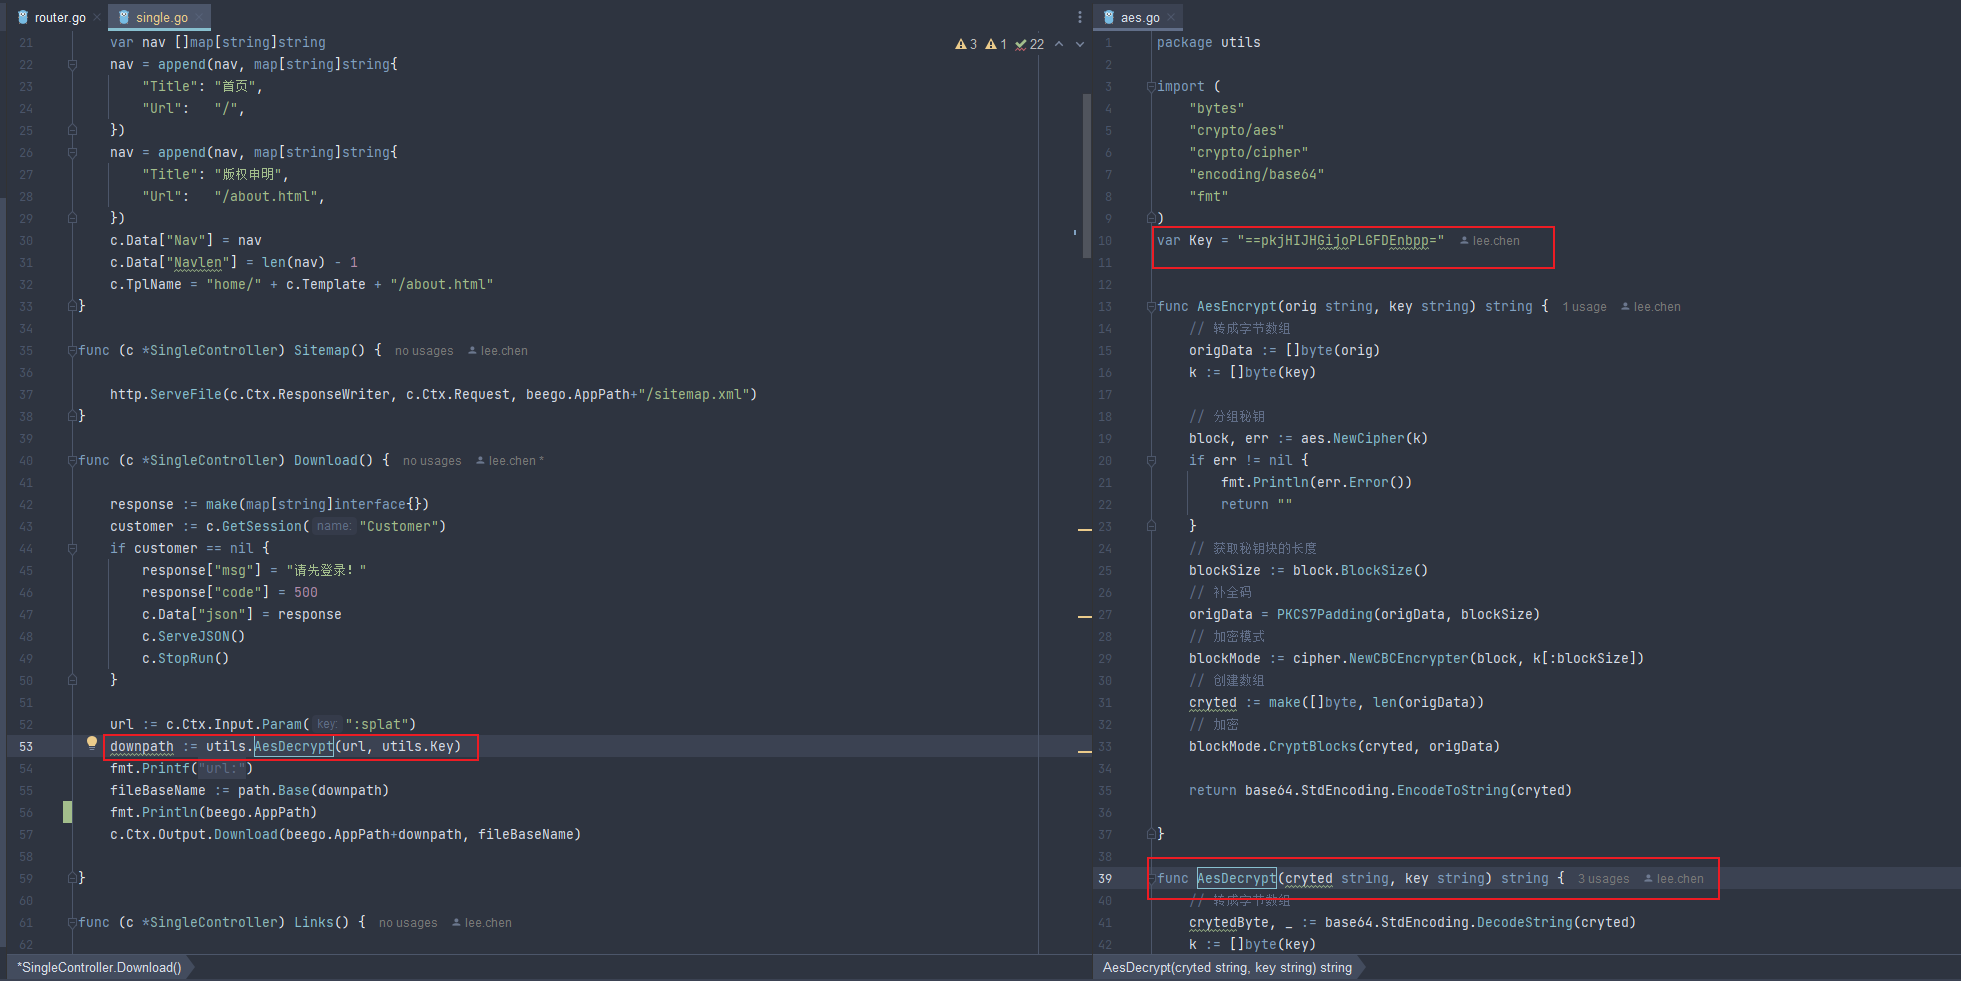 router.go
single.go
3 1 22
21 var nav []map[string]string
22 nav = append(nav, map[string]string{
23 "Title": "首页",
24 "Url": "/",
25 })
26 nav = append(nav, map[string]string{
27 "Title": "版权申明",
28 "Url": "/about.html",
29 })
30 c.Data["Nav"] = nav
31 c.Data["Navlen"] = len(nav) - 1
32 c.TplName = "home/" + c.Template + "/about.html"
33 }
34
35 func (c *SingleController) Sitemap() { no usages lee.chen
36
37 http.ServeFile(c.Ctx.ResponseWriter, c.Ctx.Request, beego.AppPath+"/sitemap.xml")
38 }
39
40 func (c *SingleController) Download() { no usages lee.chen *
41
42 response := make(map[string]interface{})
43 customer := c.GetSession( name: "Customer")
44 if customer == nil {
45 response["msg"] = "请先登录!"
46 response["code"] = 500
47 c.Data["json"] = response
48 c.ServeJSON()
49 c.StopRun()
50 }
51
52 url := c.Ctx.Input.Param( key: ":splat")
53 downpath := utils.AesDecrypt(url, utils.Key)
54 fmt.Printf("url:")
55 fileBaseName := path.Base(downpath)
56 fmt.Println(beego.AppPath)
57 c.Ctx.Output.Download(beego.AppPath+downpath, fileBaseName)
58
59 }
60
61 func (c *SingleController) Links() { no usages lee.chen
62
*SingleController.Download()
aes.go
1 package utils
2
3 import (
4 "bytes"
5 "crypto/aes"
6 "crypto/cipher"
7 "encoding/base64"
8 "fmt"
9 )
10 var Key = "==pkjHIJHGijoPLGFDEnbpp=" lee.chen
11
12
13 func AesEncrypt(orig string, key string) string { 1 usage lee.chen
14 // 转成字节数组
15 origData := []byte(orig)
16 k := []byte(key)
17
18 // 分组秘钥
19 block, err := aes.NewCipher(k)
20 if err != nil {
21 fmt.Println(err.Error())
22 return ""
23 }
24 // 获取秘钥块的长度
25 blockSize := block.BlockSize()
26 // 补全码
27 origData = PKCS7Padding(origData, blockSize)
28 // 加密模式
29 blockMode := cipher.NewCBCEncrypter(block, k[:blockSize])
30 // 创建数组
31 cryted := make([]byte, len(origData))
32 // 加密
33 blockMode.CryptBlocks(cryted, origData)
34
35 return base64.StdEncoding.EncodeToString(cryted)
36
37 }
38
39 func AesDecrypt(cryted string, key string) string { 3 usages lee.chen
40 // 转成字节数组
41 crytedByte, _ := base64.StdEncoding.DecodeString(cryted)
42 k := []byte(key)
AesDecrypt(cryted string, key string) string